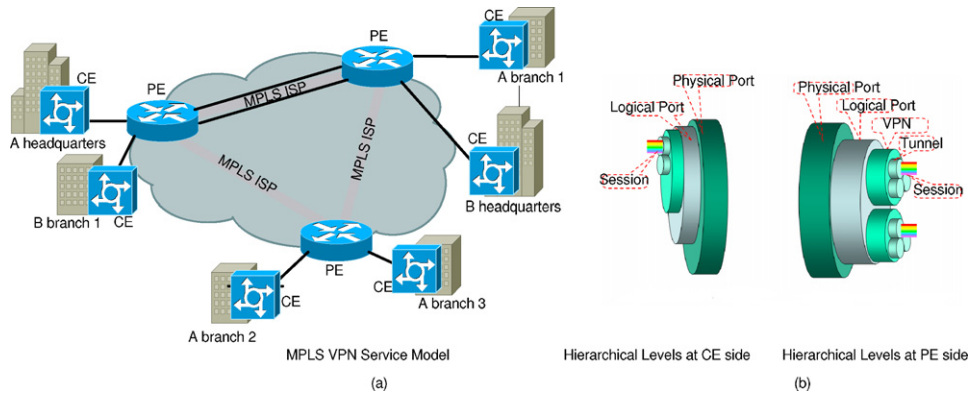 CE
PE
A branch 1
CE
PE
MPLS ISP
A headquarters
MPLS ISP
MPLS ISP
CE
B branch 1
CE
B headquarters
PE
CE
CE
A branch 2
A branch 3
MPLS VPN Service Model
(a)
Physical Port
Logical Port
Session
Hierarchical Levels at CE side
Physical Port
Logical Port
VPN
Tunnel
Session
Hierarchical Levels at PE side
(b)